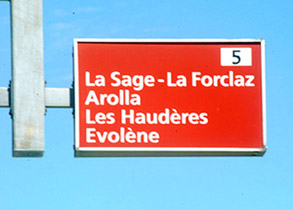 5
La Sage - La Forclaz
Arolla
Les Haudères
Evolène